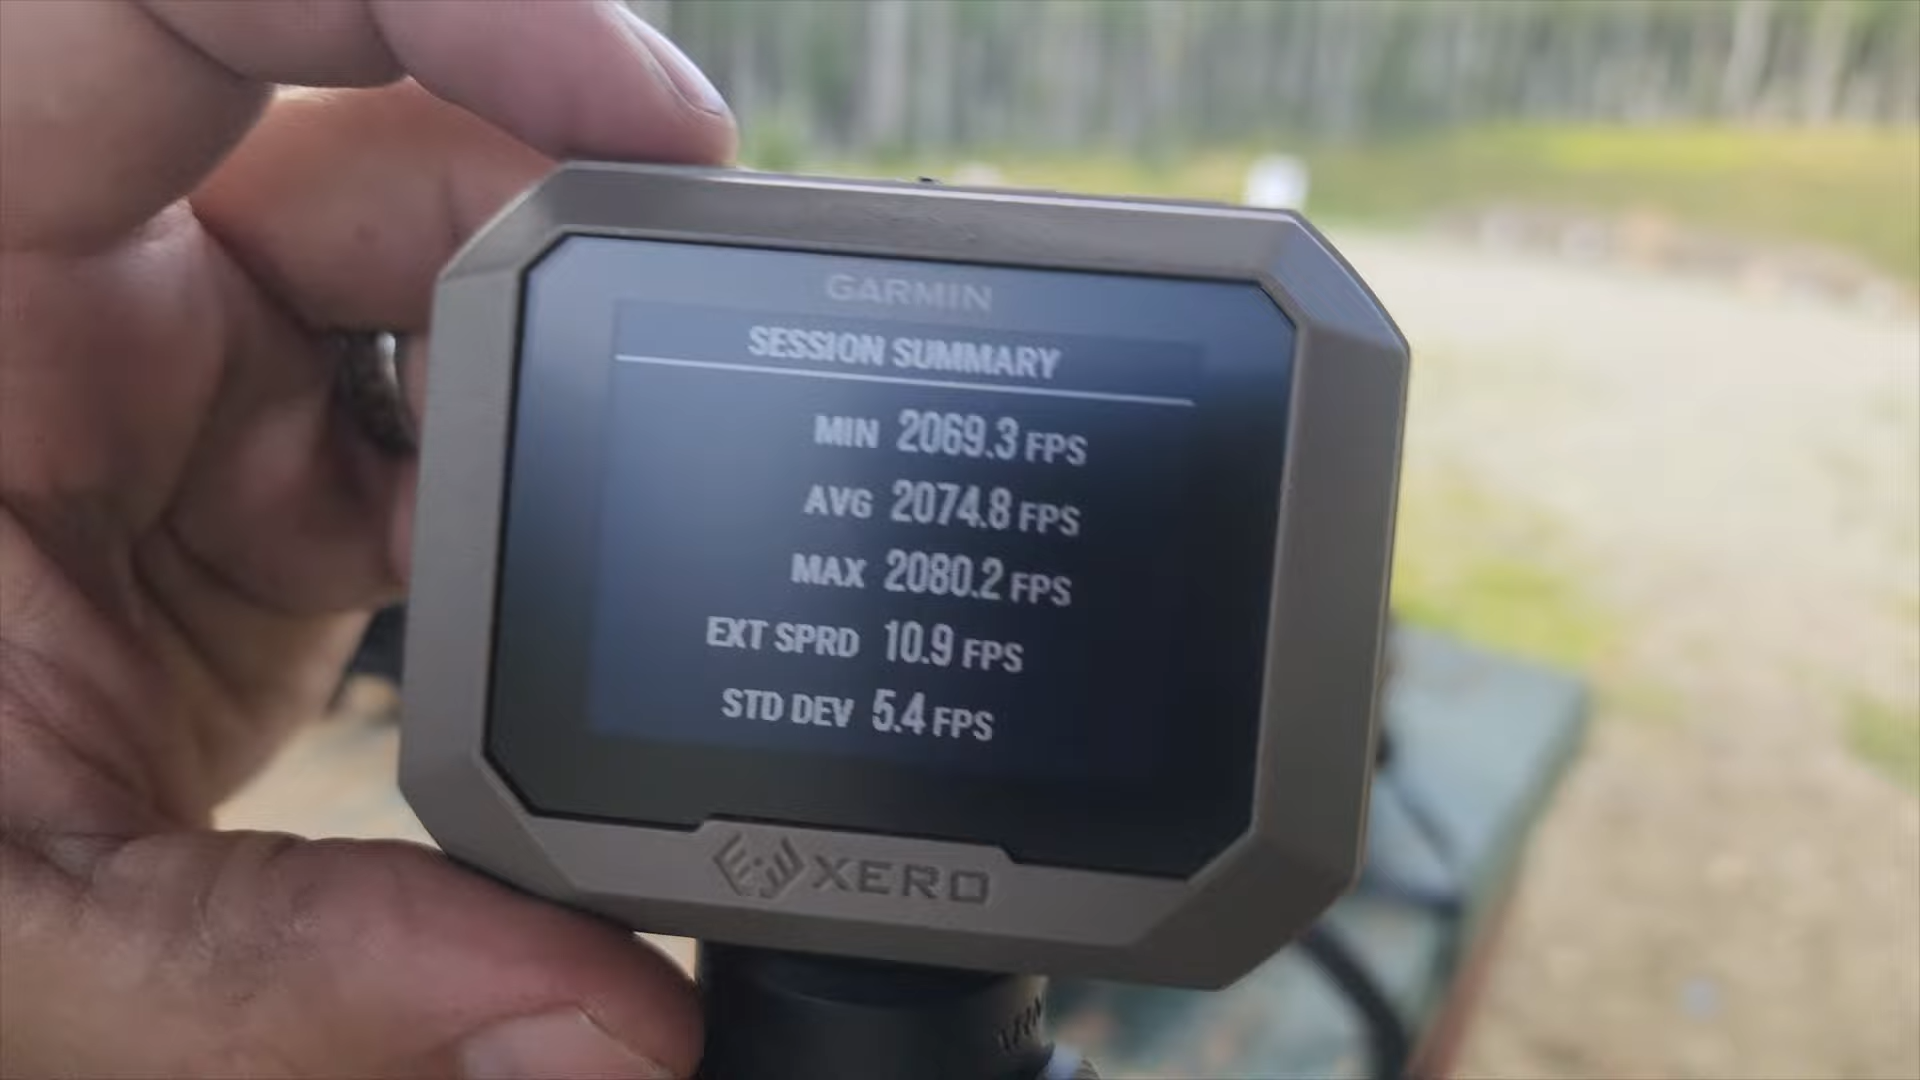 GARMIN
SESSION SUMMARY
MIN 2069.3 FPS
AVG 2074.8 FPS
MAX 2080.2 FPS
EXT SPRD 10.9 FPS
STD DEV 5.4 FPS
XERO